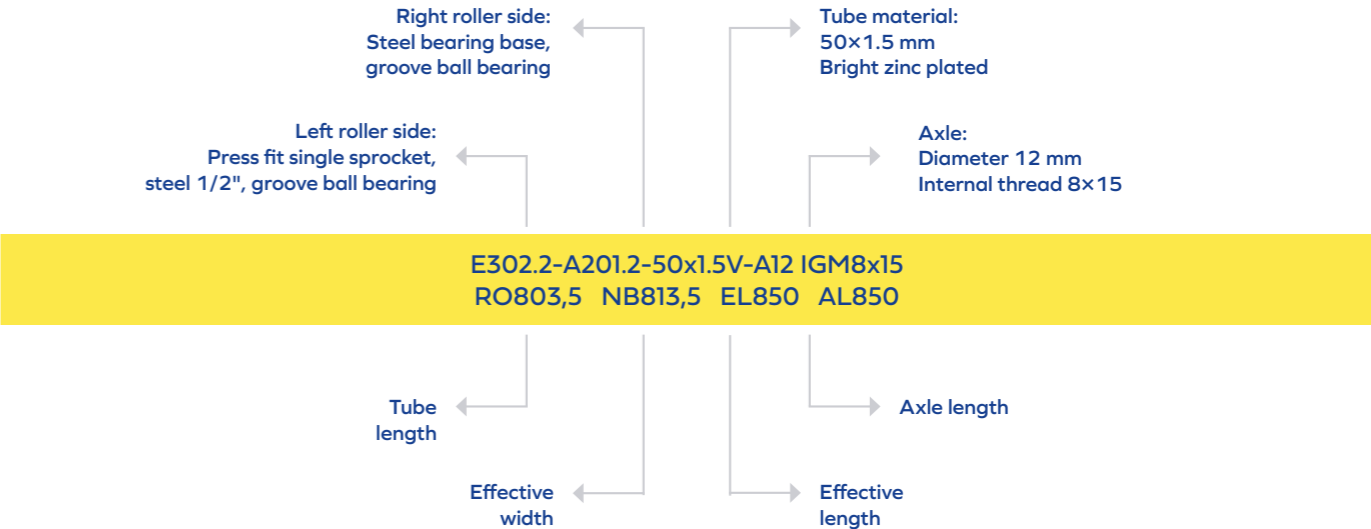 Right roller side:
Steel bearing base,
groove ball bearing
Tube material:
50×1.5 mm
Bright zinc plated
Left roller side:
Press fit single sprocket,
steel 1/2", groove ball bearing
Axle:
Diameter 12 mm
Internal thread 8×15
E302.2-A201.2-50x1.5V-A12 IGM8x15
RO803,5 NB813,5 EL850 AL850
Tube
length
Axle length
Effective
width
Effective
length